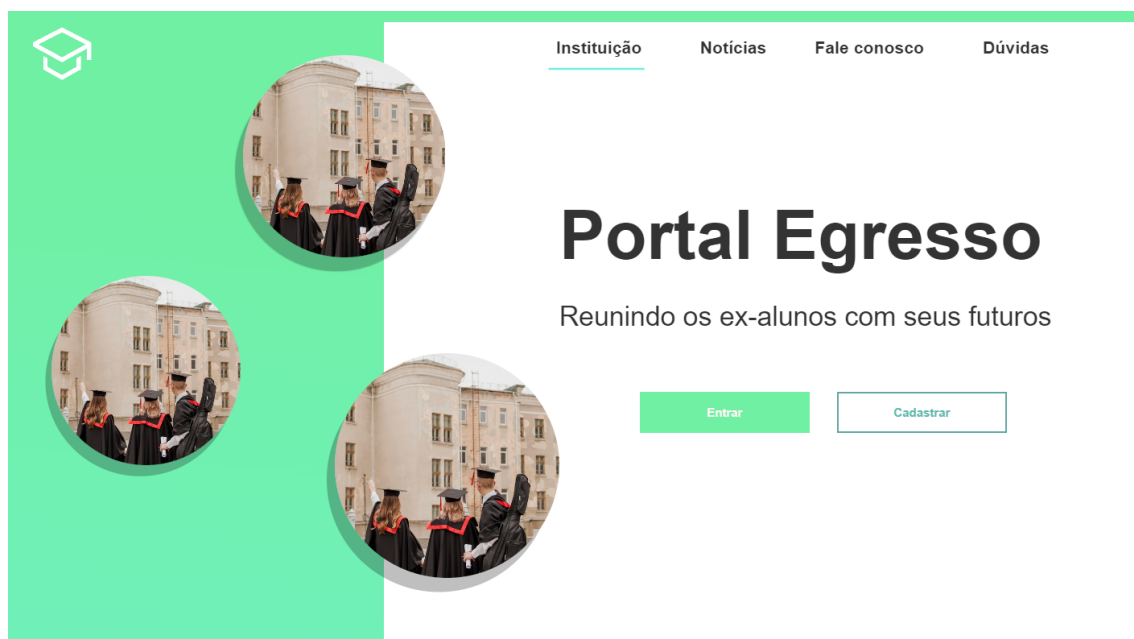 Instituição Notícias Fale conosco Dúvidas
Portal Egresso
Reunindo os ex-alunos com seus futuros
Entrar Cadastrar